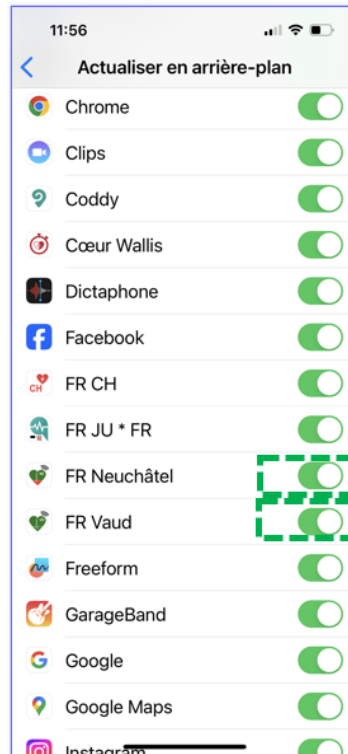 11:56
Actualiser en arrière-plan
Chrome
Clips
Coddy
Cœur Wallis
Dictaphone
Facebook
CH FR CH
FR JU * FR
FR Neuchâtel
FR Vaud
Freeform
GarageBand
Google
Google Maps
Instagram